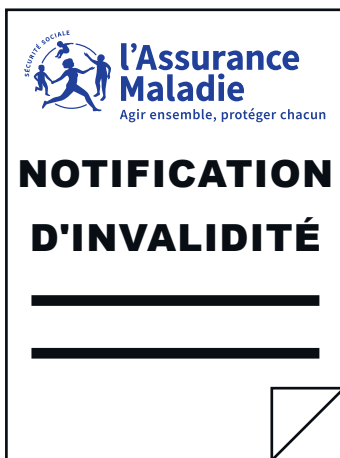 SÉCURITÉ SOCIALE
l'Assurance
Maladie
Agir ensemble, protéger chacun
NOTIFICATION
D'INVALIDITÉ